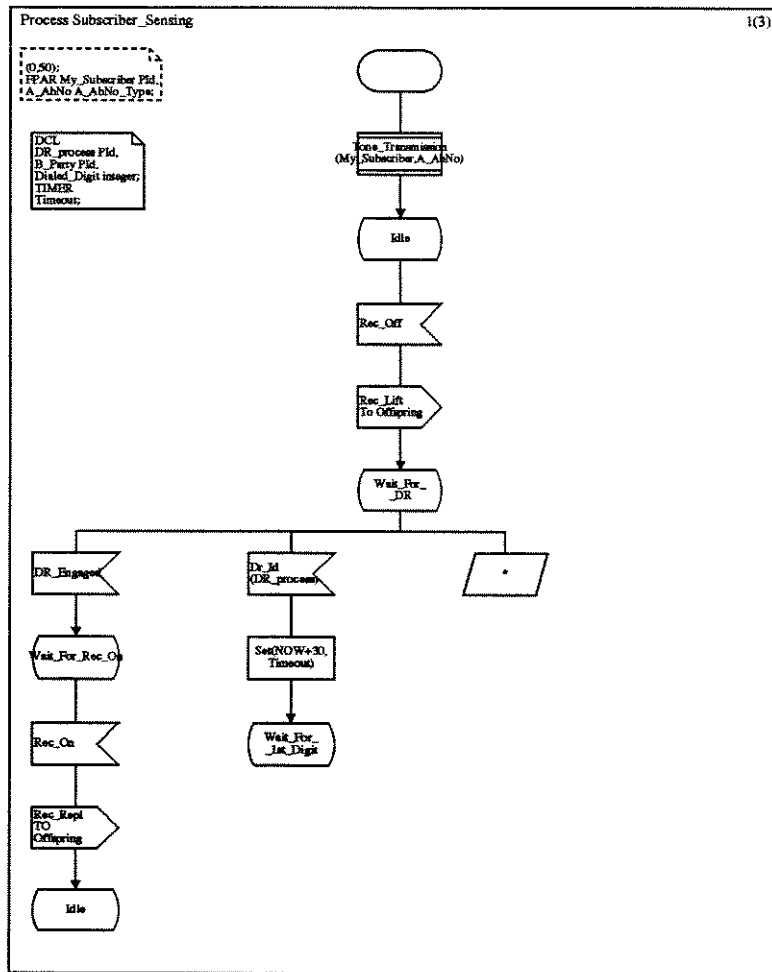 Process Subscriber_Sensing
1(3)
(0,50);
FPAR My_Subscriber PId,
A_AbNo A_AbNo_Type;
DCL
DR_process PId,
B_Party PId,
Dialed_Digit integer;
TIMER
Timeout;
Tone_Transmission
(My_Subscriber,A_AbNo)
Idle
Rec_Off
Rec_Lift
To Offspring
Wait_For_
_DR
DR_Engaged
Dr_Id
(DR_process)
*
Wait_For_Rec_On
Set(NOW+30,
Timeout)
Rec_On
Wait_For_
_1st_Digit
Rec_Repl
TO
Offspring
Idle